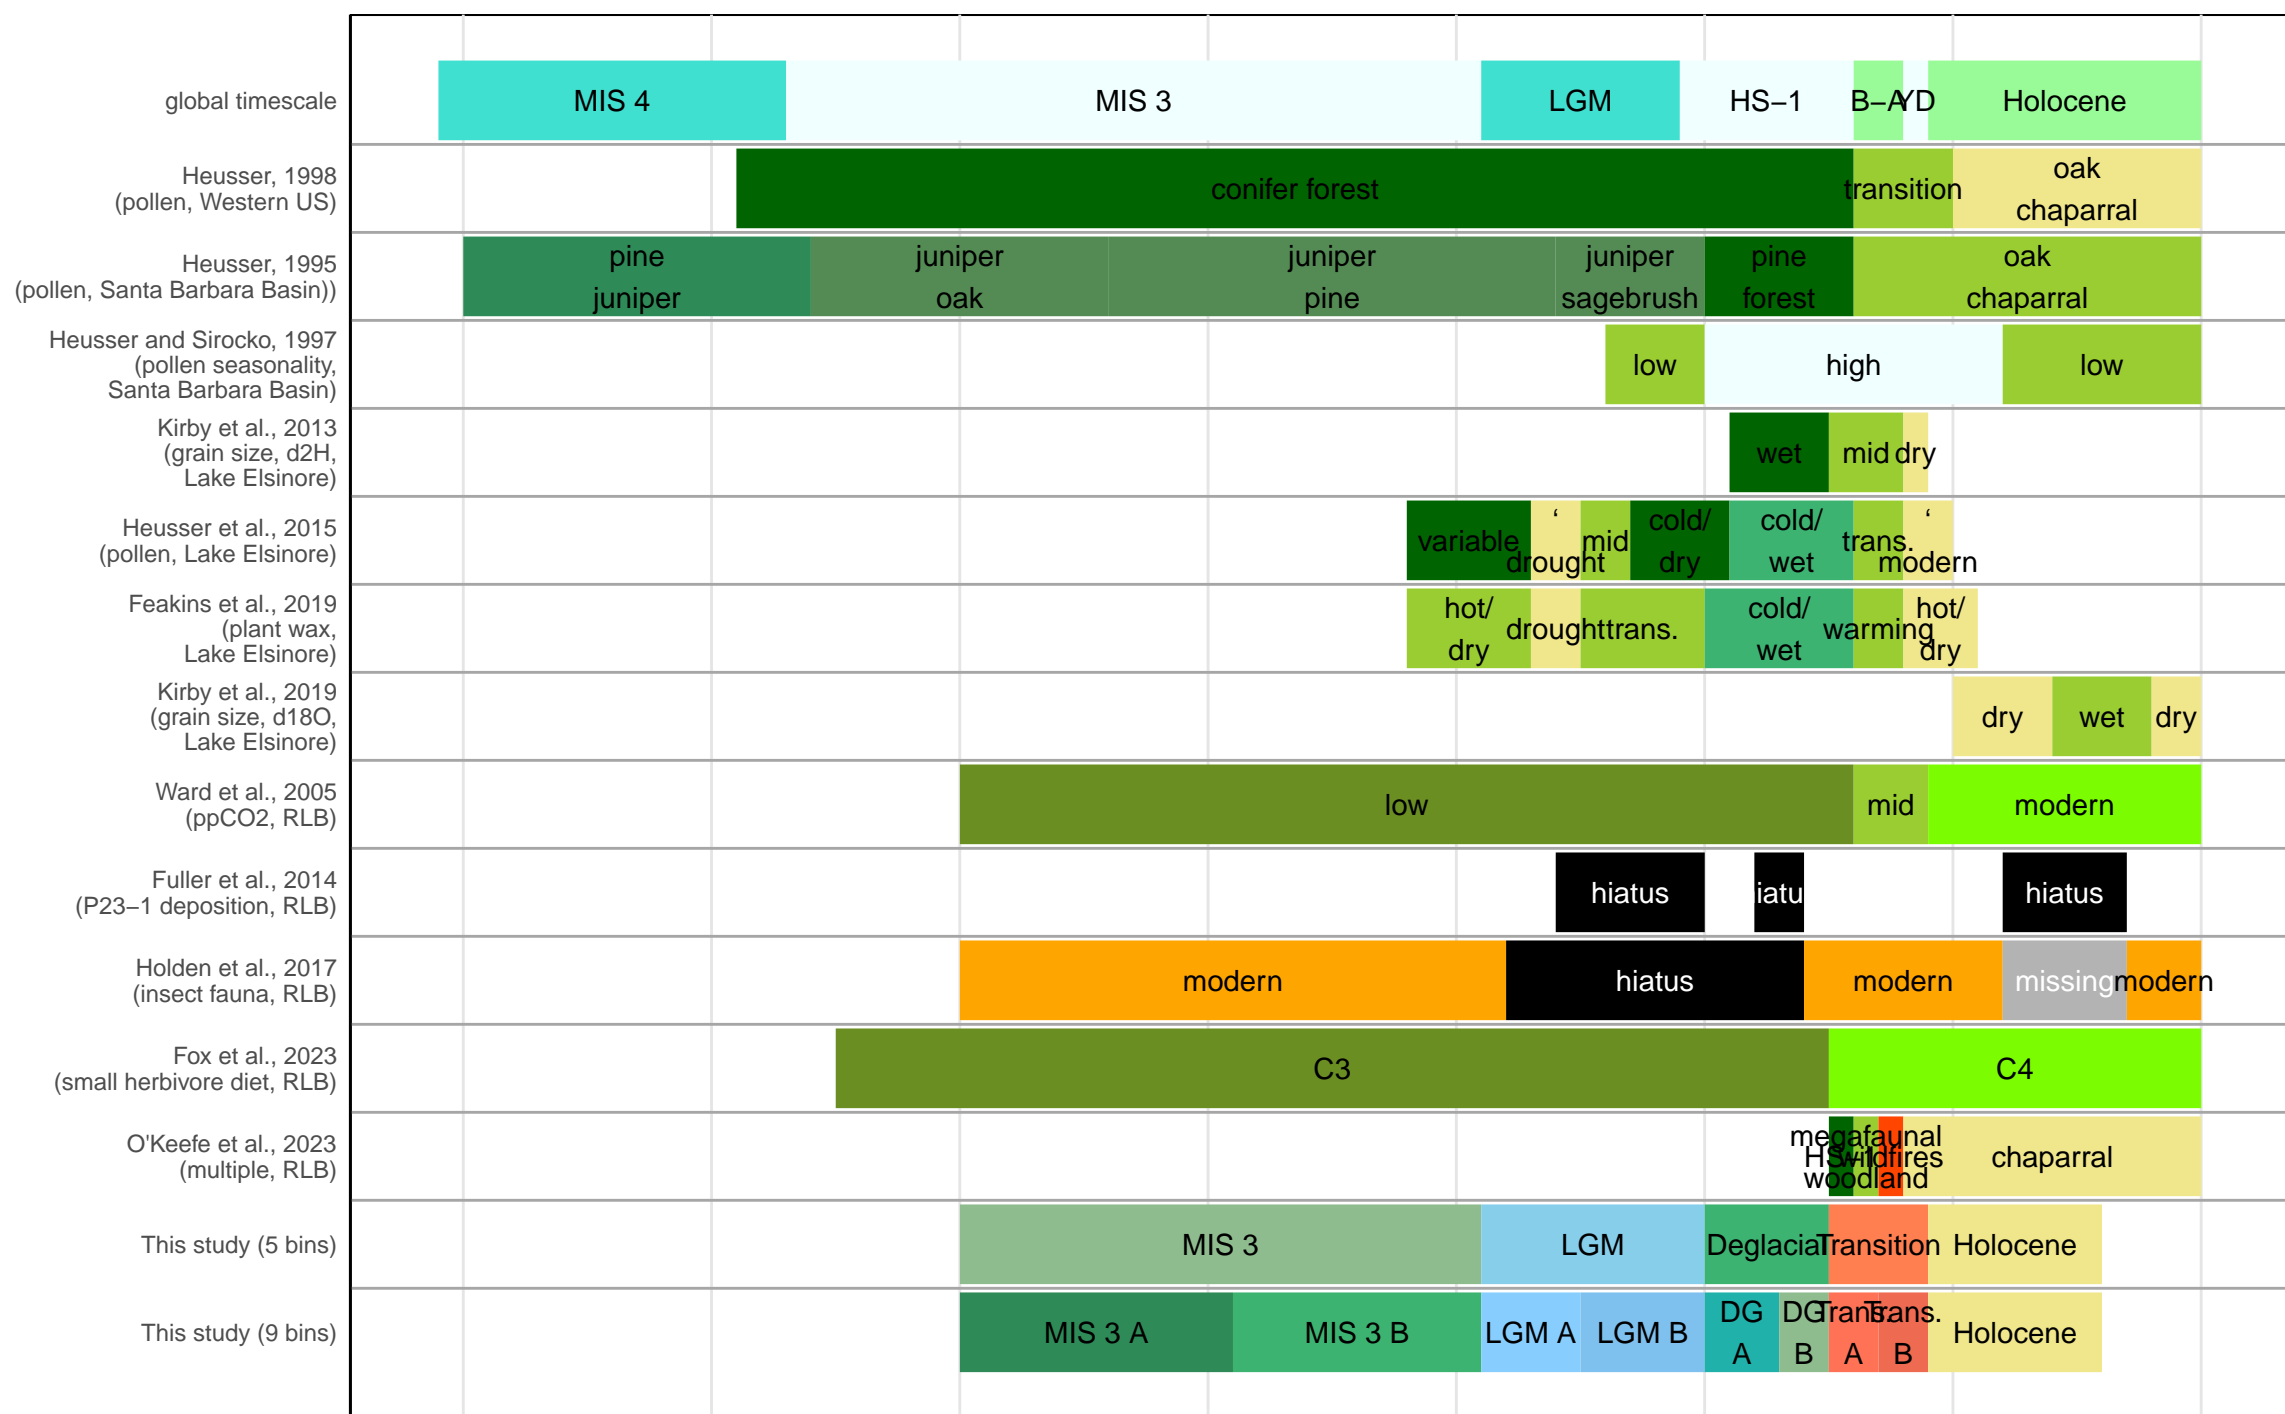 global timescale
MIS 4 MIS 3 LGM HS–1 B–A YD Holocene
Heusser, 1998
(pollen, Western US)
conifer forest transition oak
chaparral
Heusser, 1995
(pollen, Santa Barbara Basin))
pine juniper juniper juniper pine oak
juniper oak pine sagebrush forest chaparral
Heusser and Sirocko, 1997
(pollen seasonality,
Santa Barbara Basin)
low high low
Kirby et al., 2013
(grain size, d2H,
Lake Elsinore)
wet mid dry
Heusser et al., 2015
(pollen, Lake Elsinore)
‘ cold/ cold/ ‘
variable mid trans.
drought dry wet modern
Feakins et al., 2019
(plant wax,
Lake Elsinore)
hot/ cold/ hot/
drought trans. warming
dry wet dry
Kirby et al., 2019
(grain size, d18O,
Lake Elsinore)
dry wet dry
Ward et al., 2005
(ppCO2, RLB)
low mid modern
Fuller et al., 2014
(P23–1 deposition, RLB)
hiatus hiatus hiatus
Holden et al., 2017
(insect fauna, RLB)
modern hiatus modern missing modern
Fox et al., 2023
(small herbivore diet, RLB)
C3 C4
O'Keefe et al., 2023
(multiple, RLB)
megafaunal
HS–1 wildfires chaparral
woodland
This study (5 bins)
MIS 3 LGM Deglacial Transition Holocene
This study (9 bins)
DG DG Trans. Trans.
MIS 3 A MIS 3 B LGM A LGM B Holocene
A B A B